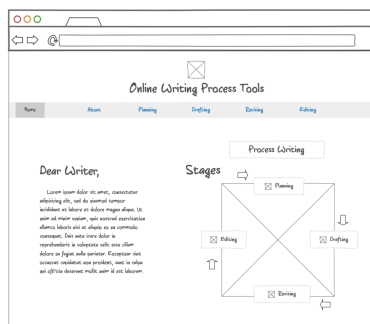 Online Writing Process Tools
Home About Planning Drafting Revising Editing
Process Writing
Dear Writer,
Lorem ipsum dolor sit amet, consectetur
adipisicing elit, sed do eiusmod tempor
incididunt ut labore et dolore magna aliqua. Ut
enim ad minim veniam, quis nostrud exercitation
ullamco laboris nisi ut aliquip ex ea commodo
consequat. Duis aute irure dolor in
reprehenderit in voluptate velit esse cillum
dolore eu fugiat nulla pariatur. Excepteur sint
occaecat cupidatat non proident, sunt in culpa
qui officia deserunt mollit anim id est laborum.
Stages
Planning
Editing
Drafting
Revising